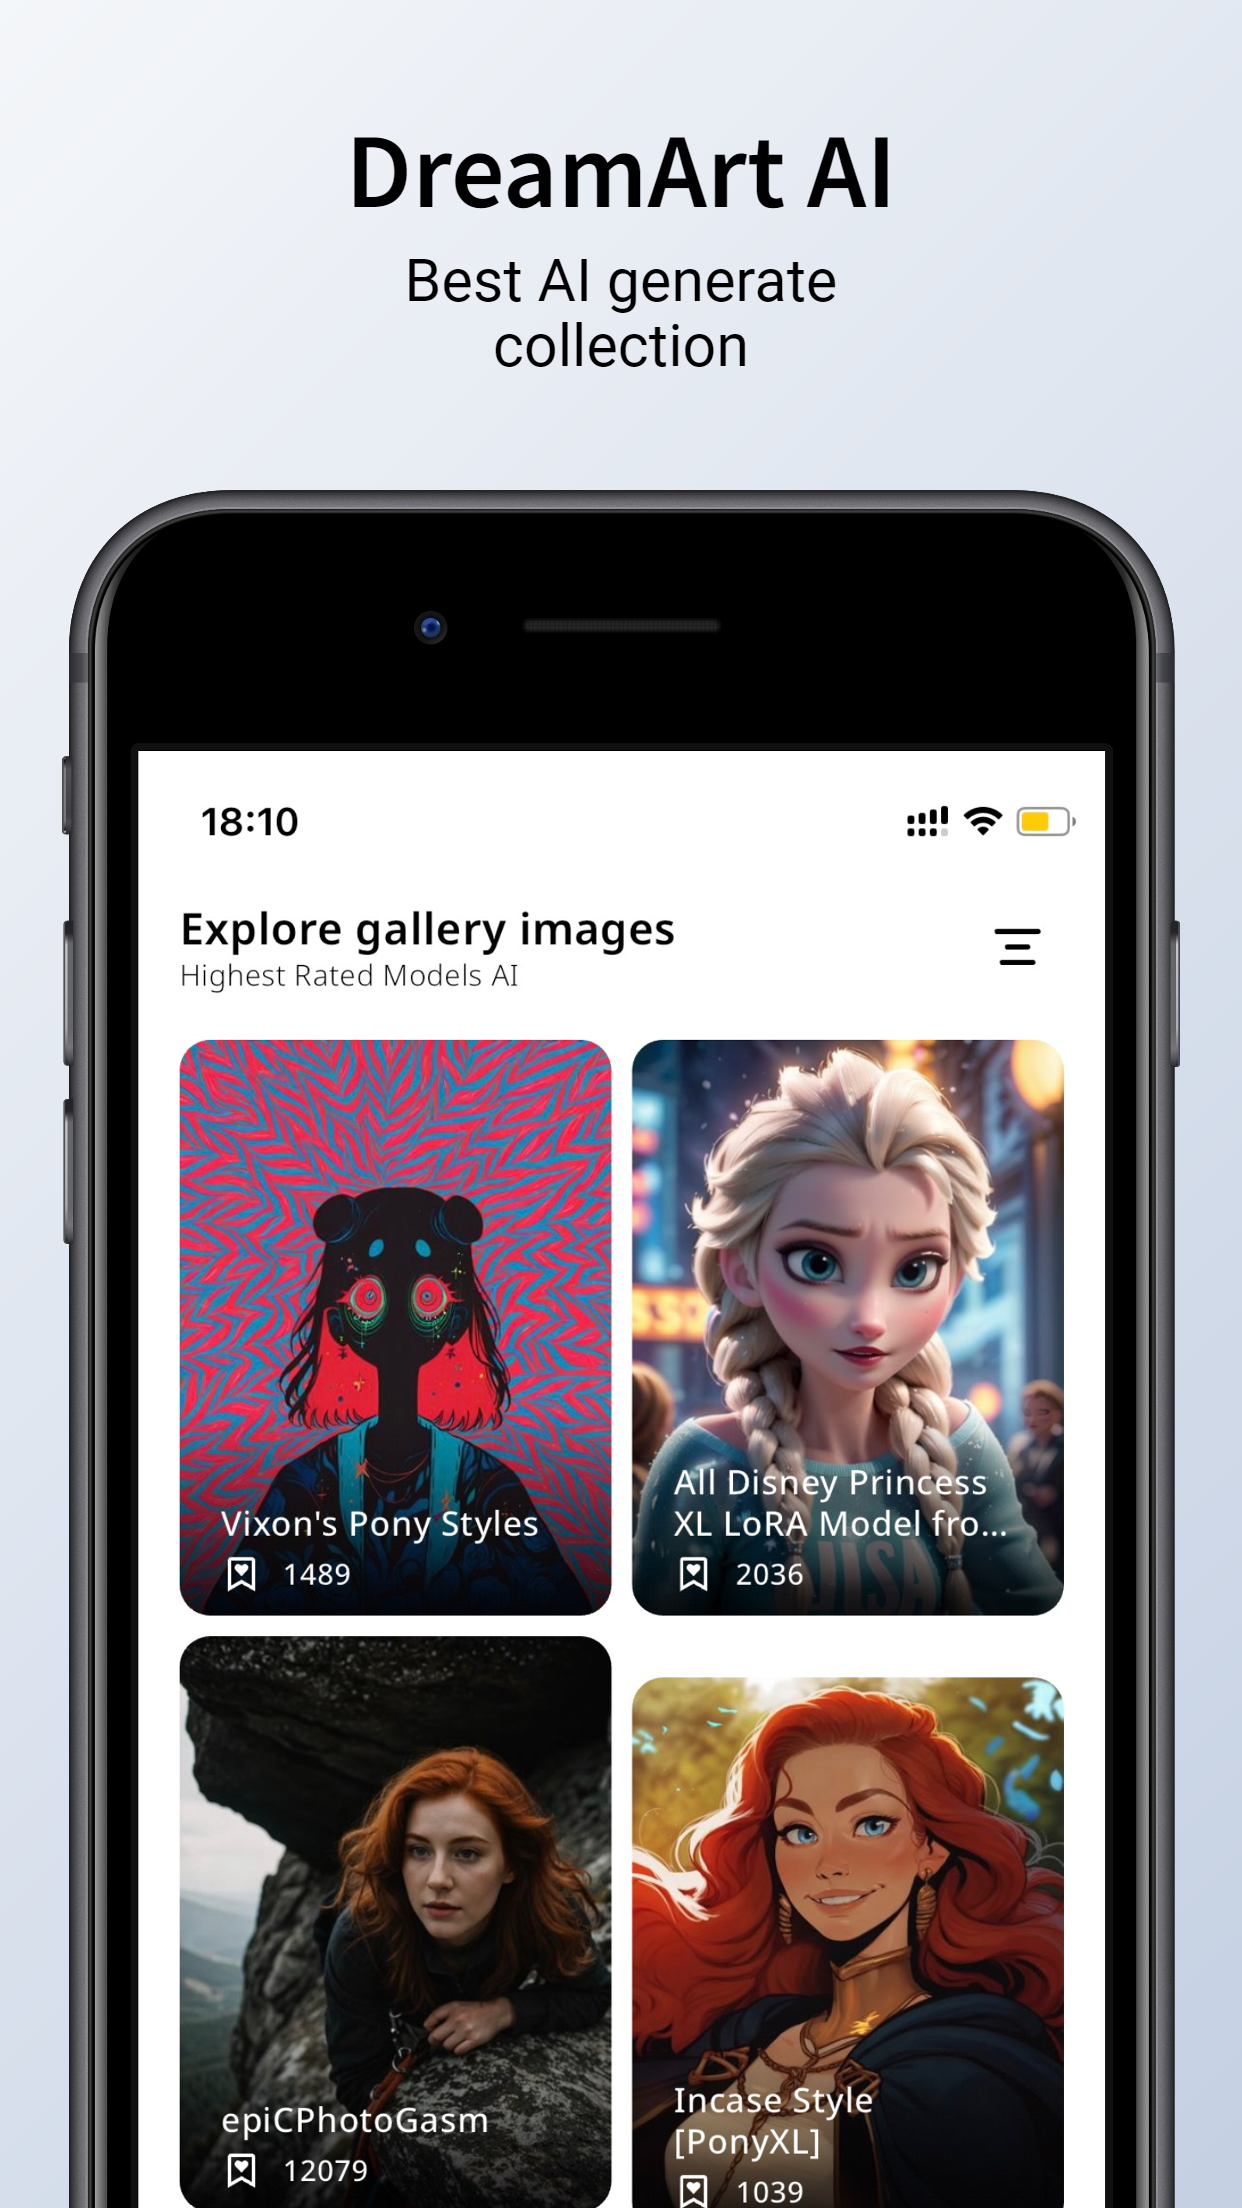 DreamArt AI
Best AI generate
collection
18:10
Explore gallery images
Highest Rated Models AI
Vixon's Pony Styles
1489
All Disney Princess
XL LoRA Model fro...
2036
epiCPhotoGasm
12079
Incase Style
[PonyXL]
1039